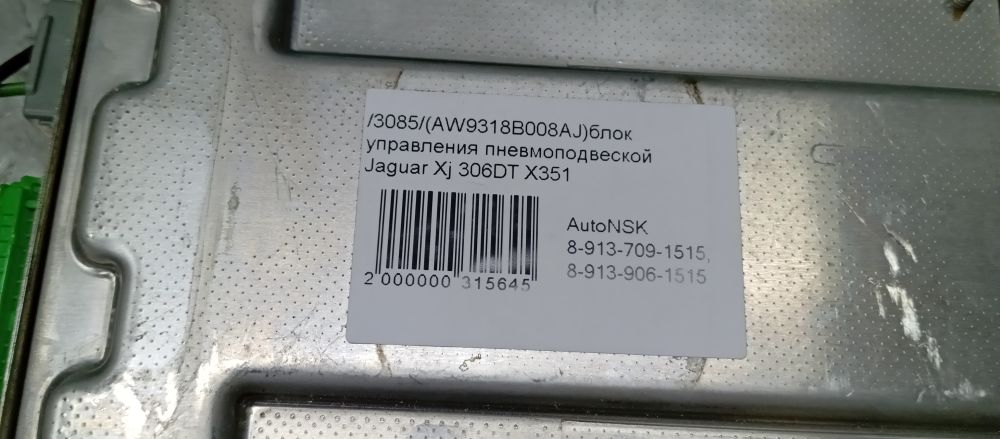 /3085/(AW9318B008AJ)блок
управления пневмоподвеской
Jaguar Xj 306DT X351
AutoNSK
8-913-709-1515,
8-913-906-1515
2 000000 315645